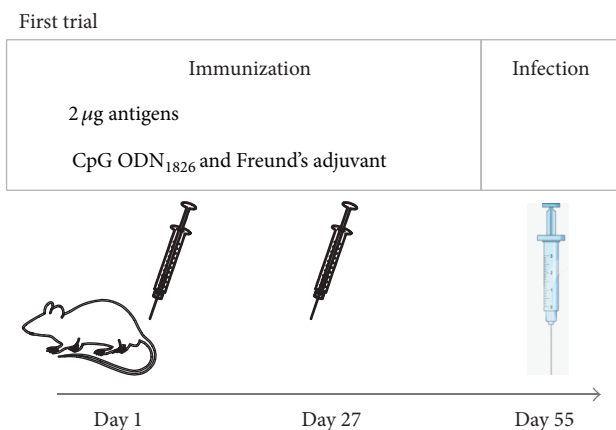 First trial
Immunization
Infection
2 μg antigens
CpG ODN₁₈₂₆ and Freund's adjuvant
Day 1
Day 27
Day 55